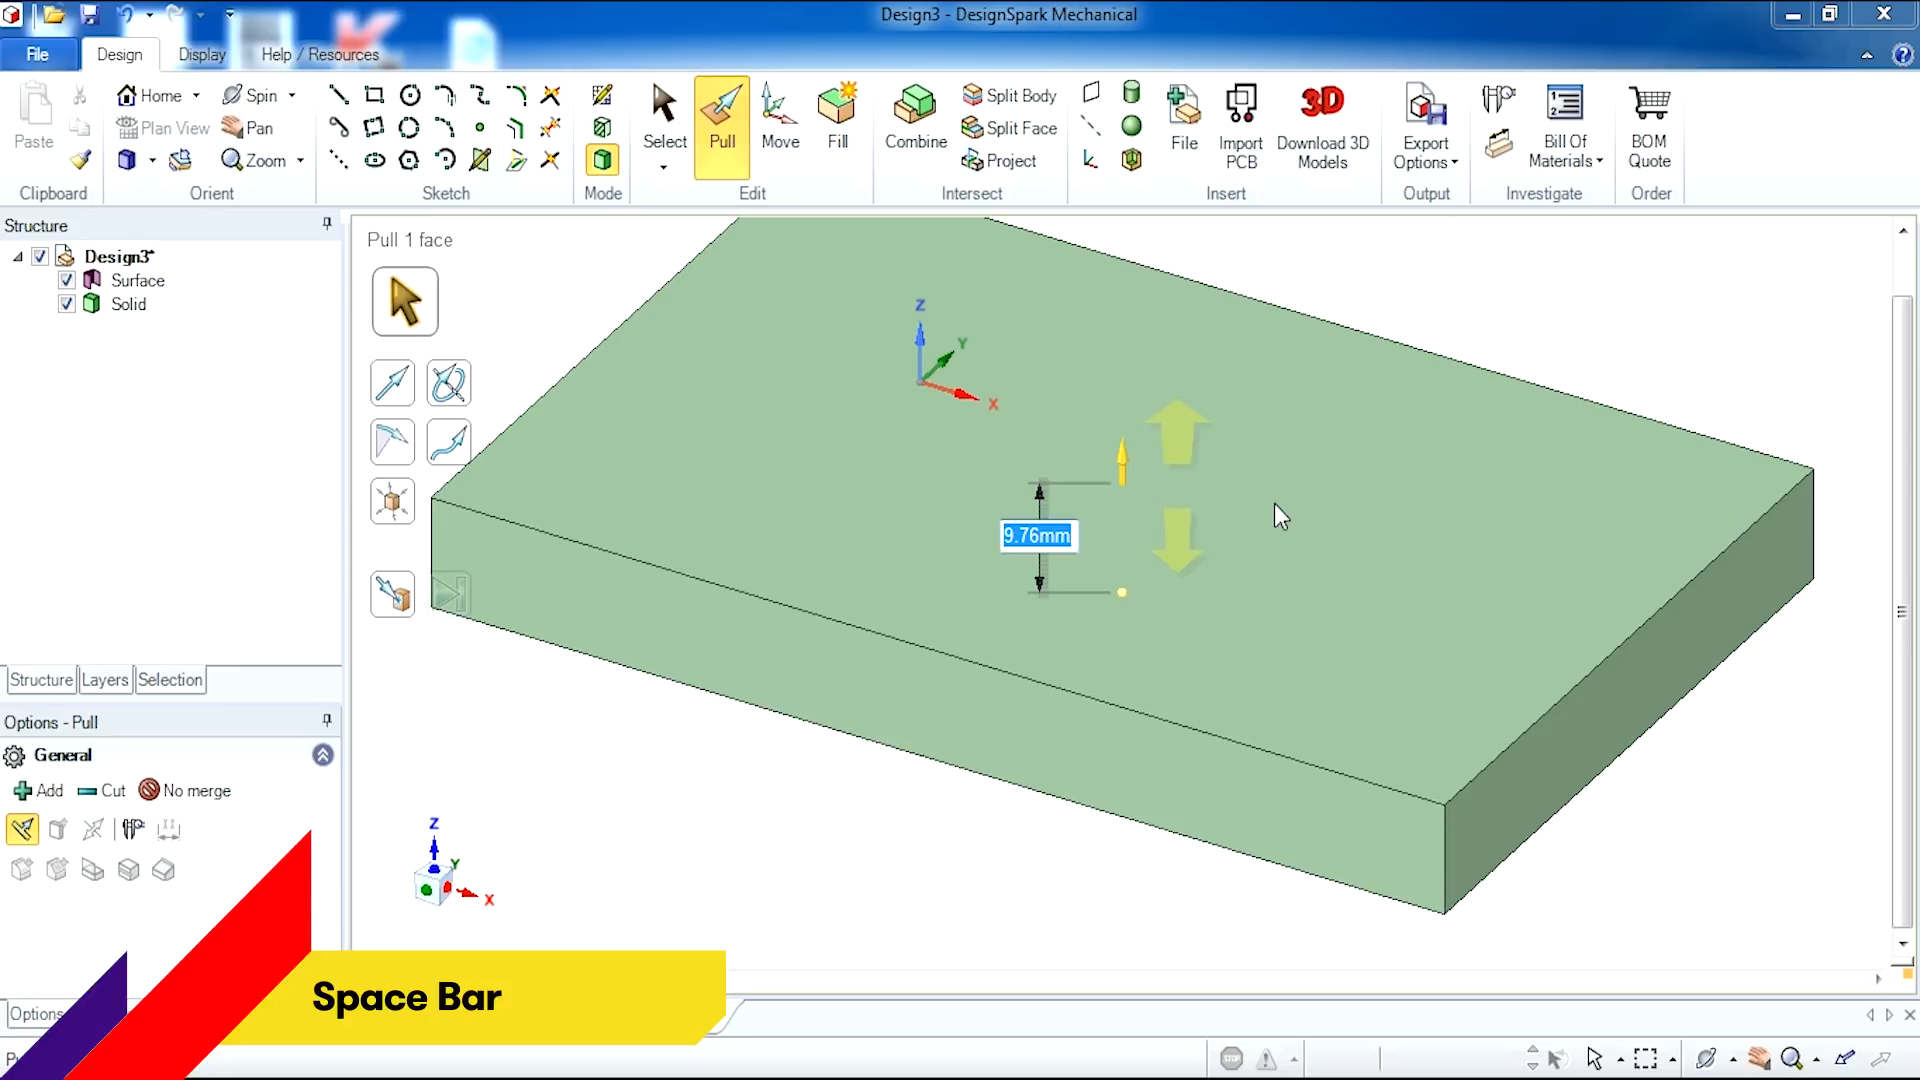 Design3 - DesignSpark Mechanical
File
Design
Display
Help / Resources
Paste
Clipboard
Home
Spin
Plan View
Pan
Zoom
Orient
Sketch
Mode
Select
Pull
Move
Fill
Edit
Combine
Split Body
Split Face
Project
Intersect
File
Import PCB
Download 3D Models
Insert
Export Options
Output
Bill Of Materials
Investigate
BOM Quote
Order
Structure
Design3*
Surface
Solid
Structure
Layers
Selection
Options - Pull
General
Add
Cut
No merge
Options
Pull 1 face
Z
Y
X
9.76mm
Z
Y
X
Space Bar